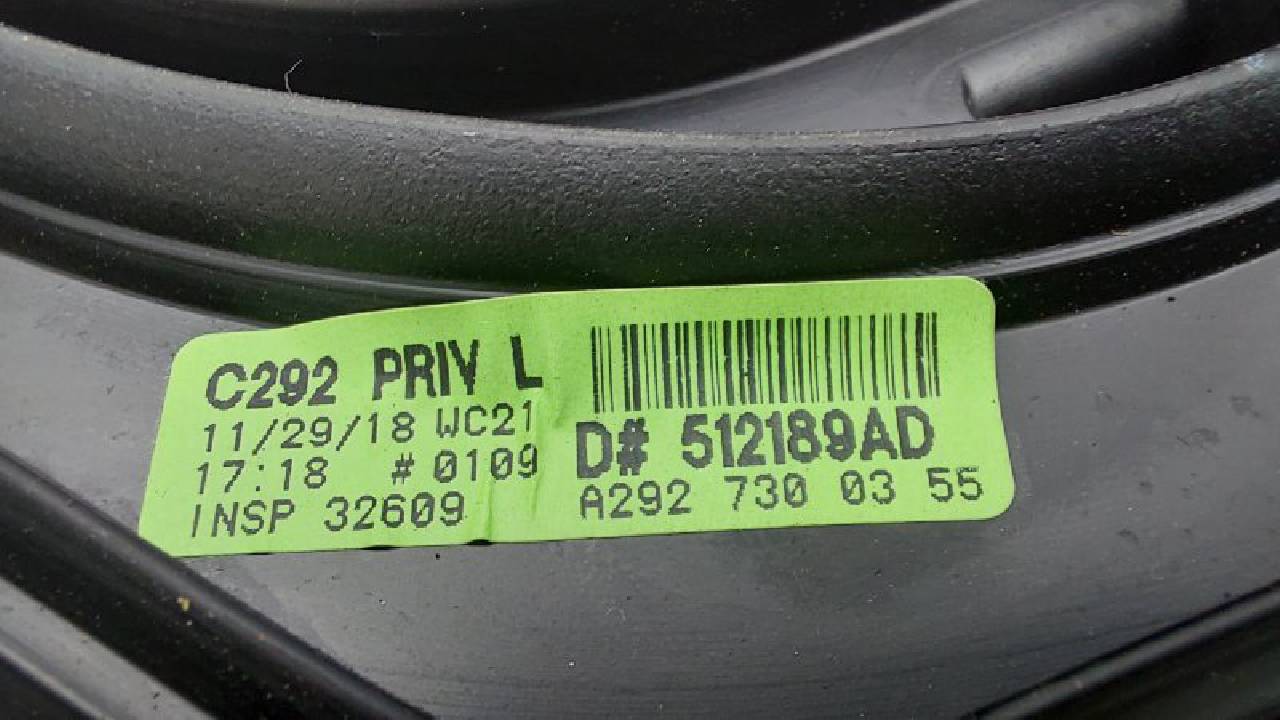 C292 PRIV L
11/29/18 WC21
17:18 #0109
INSP 32609
D# 512189AD
A292 730 03 55